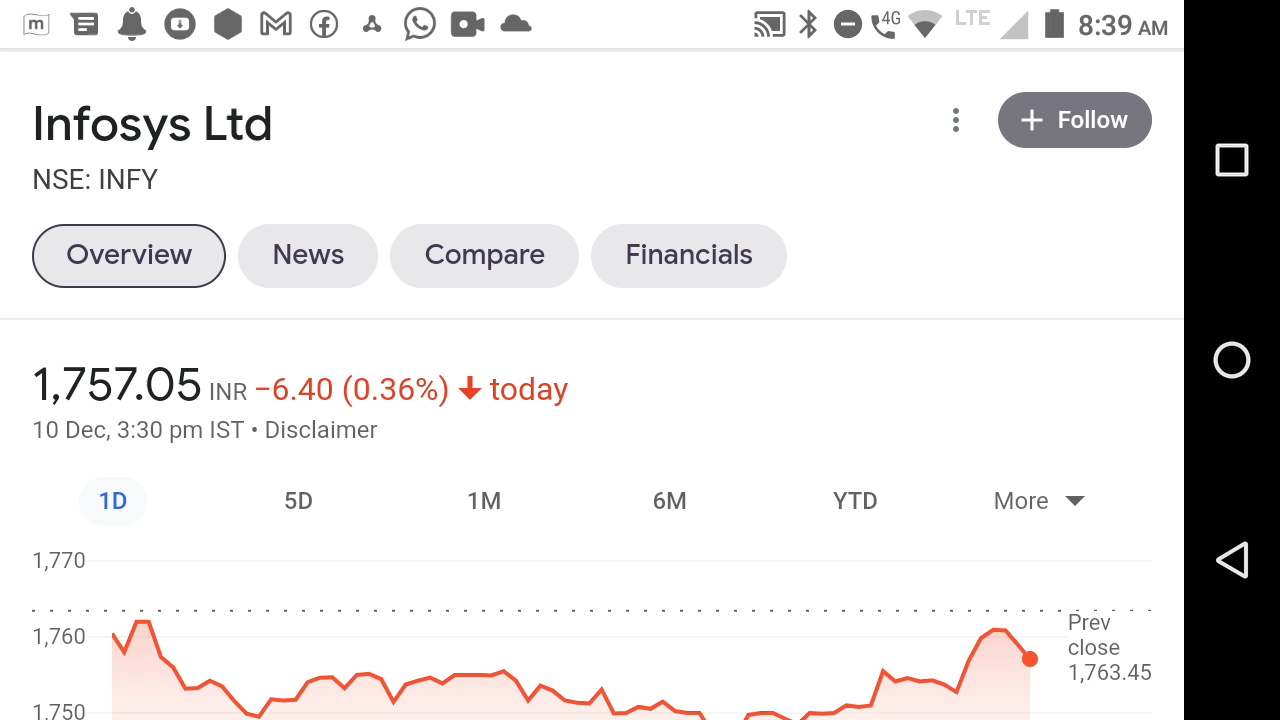 m 4G LTE 8:39 AM
Infosys Ltd
+ Follow
NSE: INFY
Overview News Compare Financials
1,757.05 INR −6.40 (0.36%) today
10 Dec, 3:30 pm IST • Disclaimer
1D 5D 1M 6M YTD More
1,770
1,760
Prev
close
1,763.45
1,750